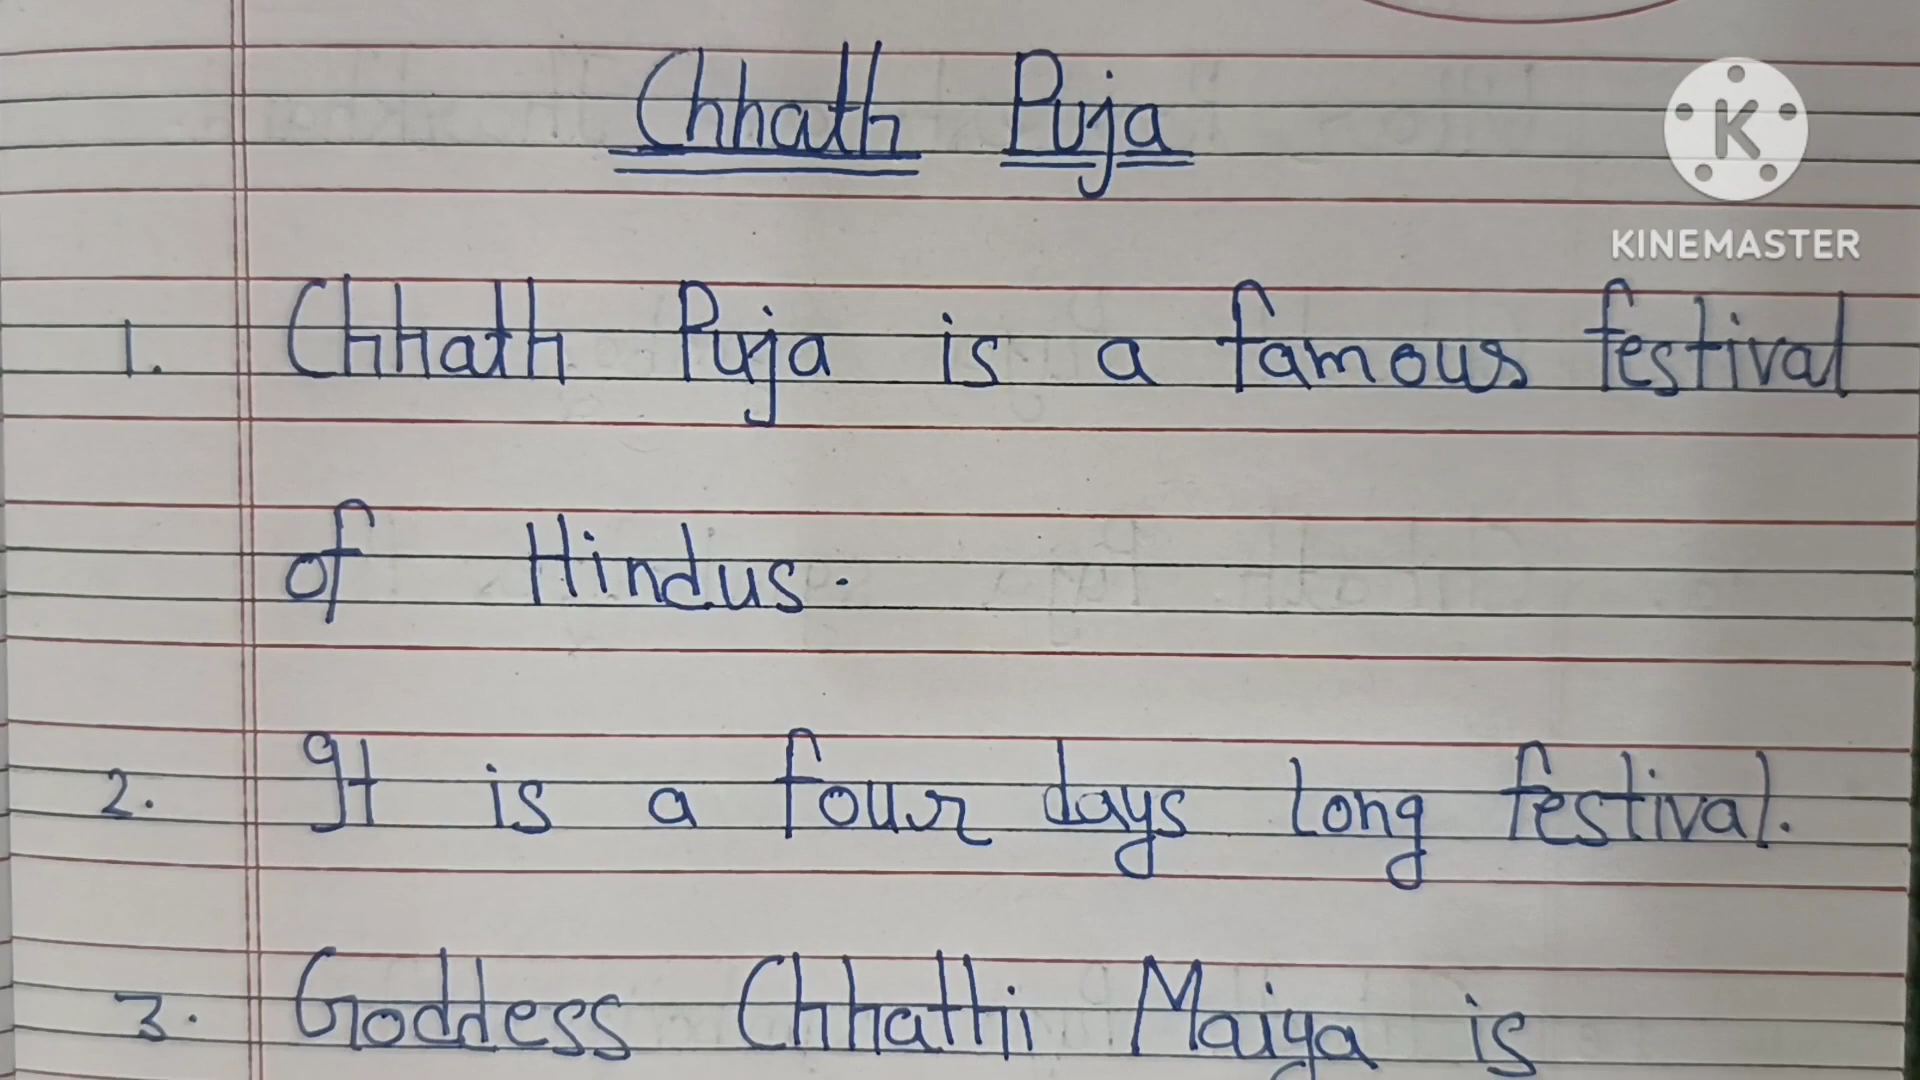 Chhath Puja
KINEMASTER
1. Chhath Puja is a famous festival
of Hindus.
2. It is a four days long festival.
3. Goddess Chhathi Maiya is